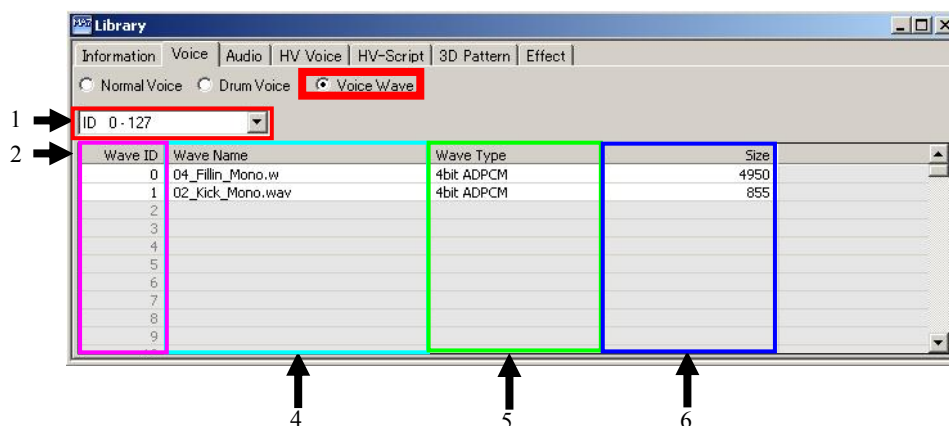 Library
Information Voice Audio HV Voice HV-Script 3D Pattern Effect
Normal Voice Drum Voice Voice Wave
1 ID 0 - 127
2 Wave ID Wave Name Wave Type Size
0 04_Fillin_Mono.w 4bit ADPCM 4950
1 02_Kick_Mono.wav 4bit ADPCM 855
2
3
4
5
6
7
8
9
4 5 6